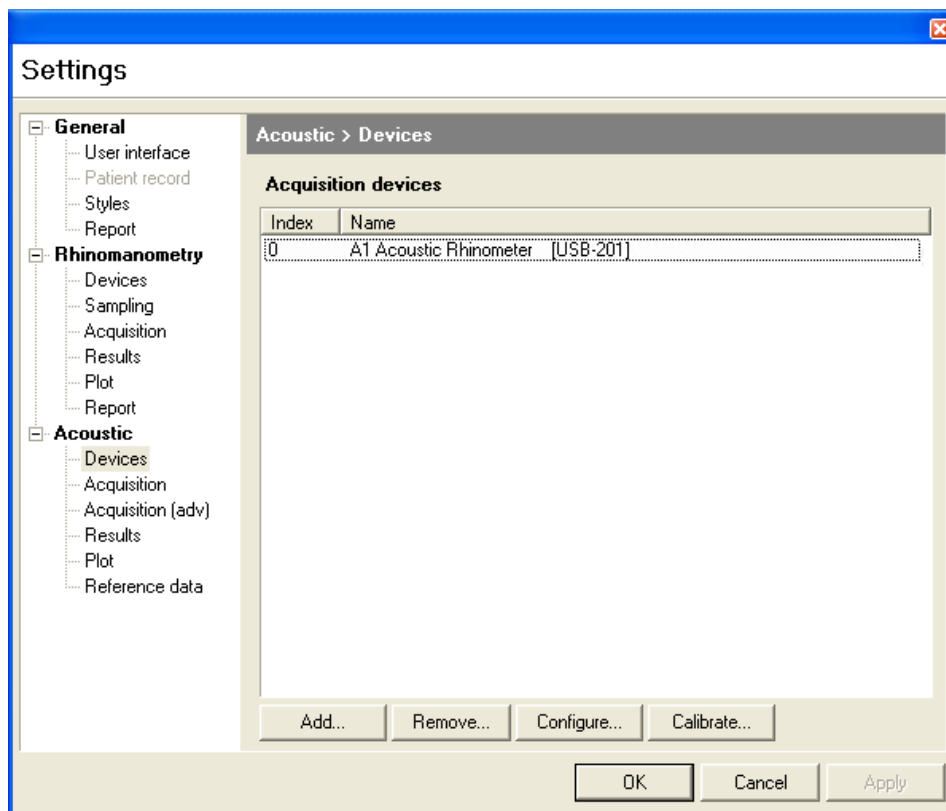 Settings
General
User interface
Patient record
Styles
Report
Rhinomanometry
Devices
Sampling
Acquisition
Results
Plot
Report
Acoustic
Devices
Acquisition
Acquisition (adv)
Results
Plot
Reference data
Acoustic > Devices
Acquisition devices
Index Name
0 A1 Acoustic Rhinometer [USB-201]
Add... Remove... Configure... Calibrate...
OK Cancel Apply